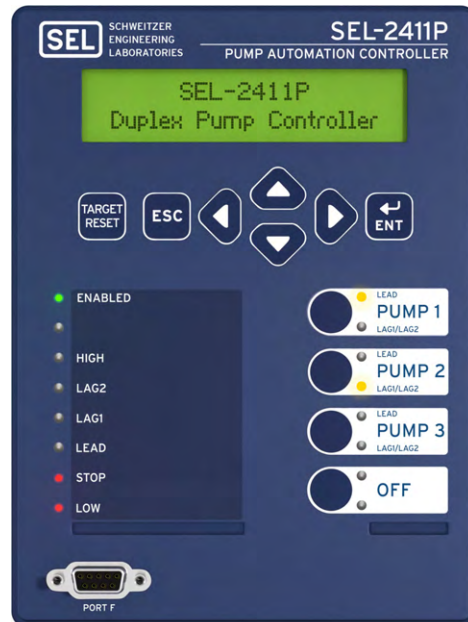 SEL
SCHWEITZER
ENGINEERING
LABORATORIES
SEL-2411P
PUMP AUTOMATION CONTROLLER
SEL-2411P
Duplex Pump Controller
TARGET
RESET
ESC
ENT
ENABLED
HIGH
LAG2
LAG1
LEAD
STOP
LOW
LEAD
PUMP 1
LAG1/LAG2
LEAD
PUMP 2
LAG1/LAG2
LEAD
PUMP 3
LAG1/LAG2
OFF
PORT F